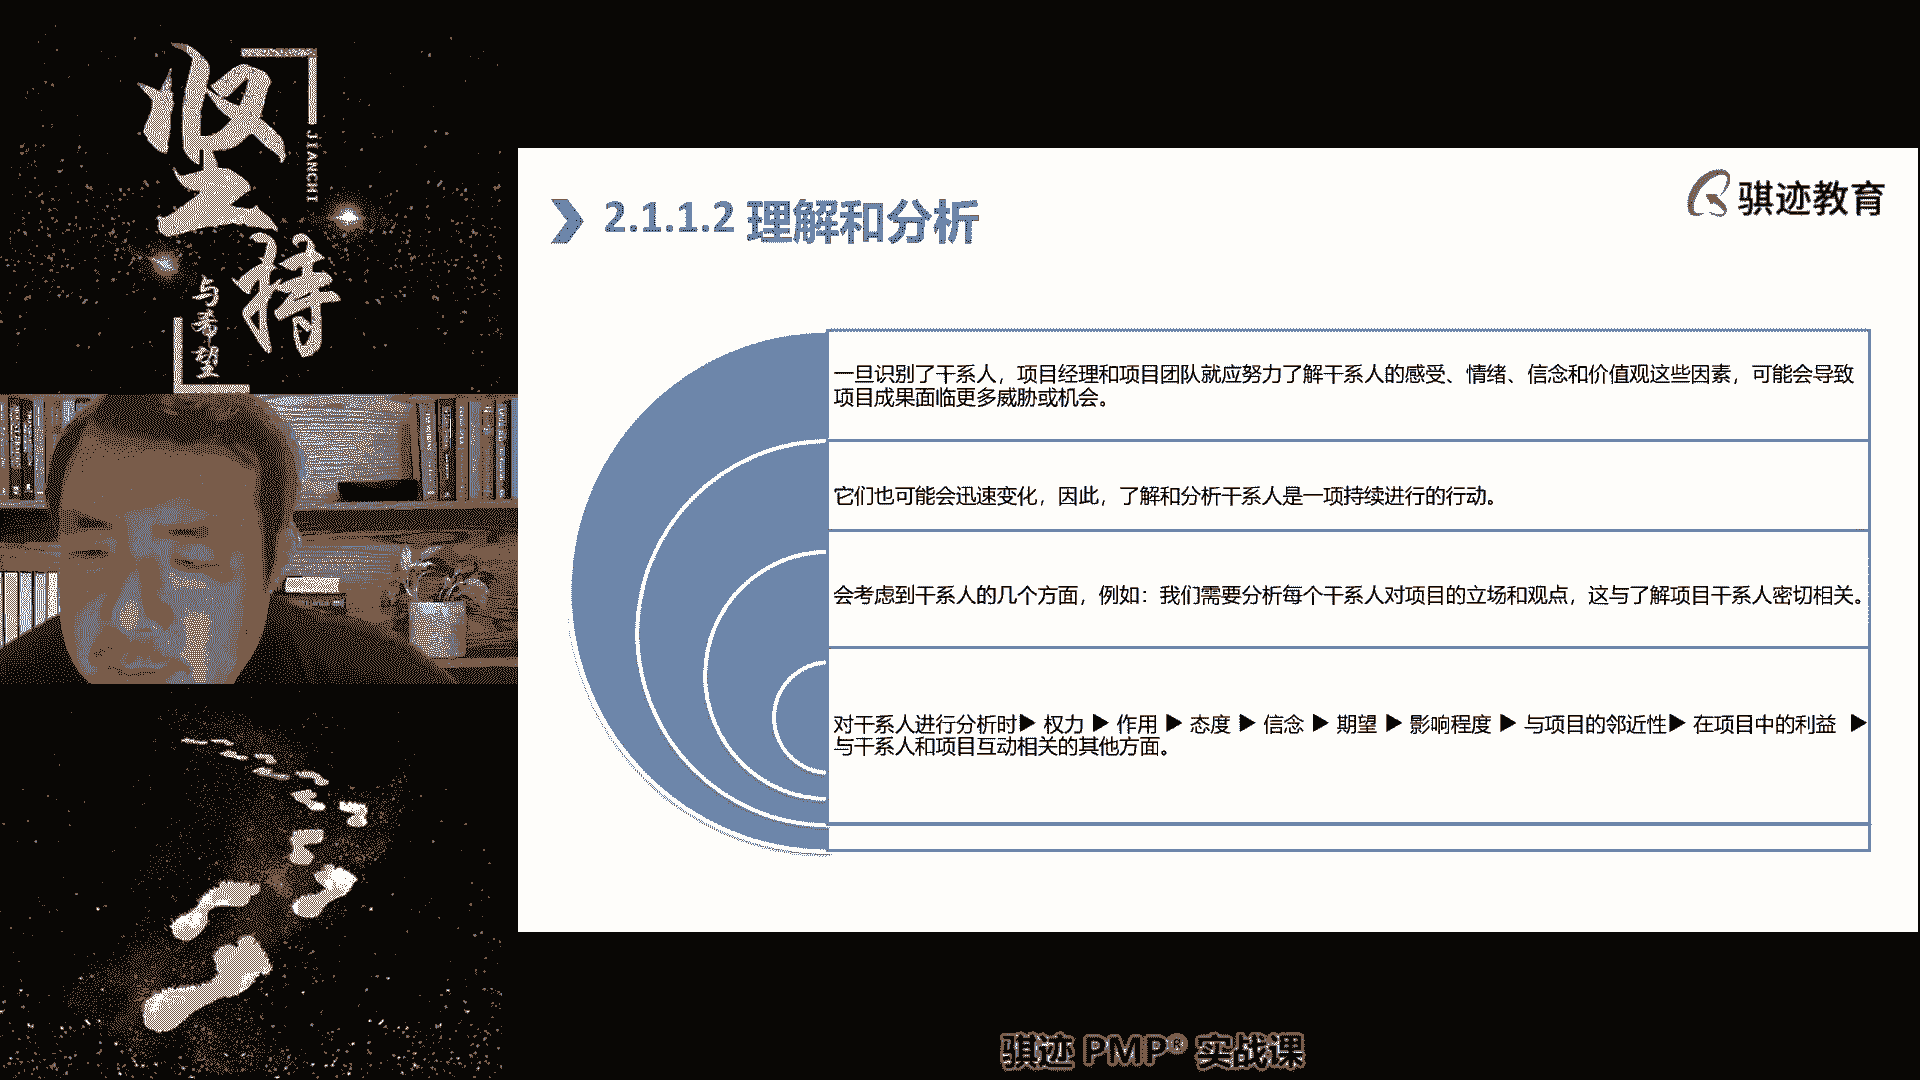 坚持
JIANCHI
与希望
骐迹教育
2.1.1.2 理解和分析
一旦识别了干系人，项目经理和项目团队就应努力了解干系人的感受、情绪、信念和价值观这些因素，可能会导致
项目成果面临更多威胁或机会。
它们也可能会迅速变化，因此，了解和分析干系人是一项持续进行的行动。
会考虑到干系人的几个方面，例如：我们需要分析每个干系人对项目的立场和观点，这与了解项目干系人密切相关。
对干系人进行分析时▶ 权力 ▶ 作用 ▶ 态度 ▶ 信念 ▶ 期望 ▶ 影响程度 ▶ 与项目的邻近性▶ 在项目中的利益 ▶
与干系人和项目互动相关的其他方面。
骐迹 PMP® 实战课